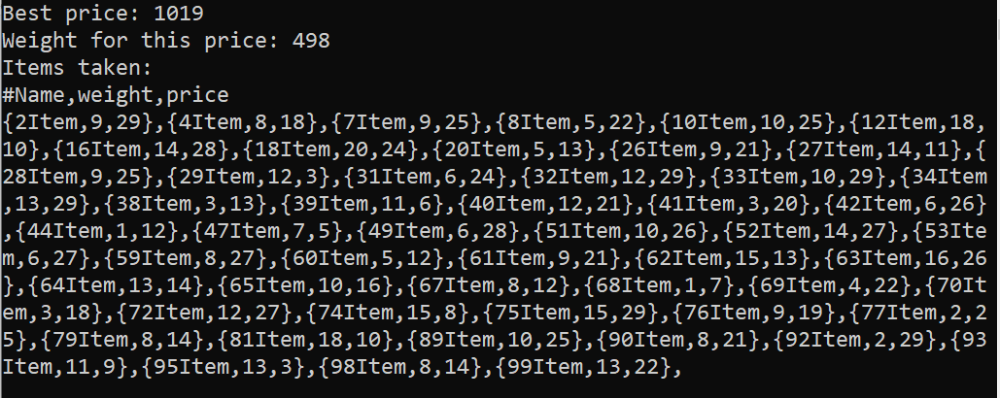 Best price: 1019
Weight for this price: 498
Items taken:
#Name,weight,price
{2Item,9,29},{4Item,8,18},{7Item,9,25},{8Item,5,22},{10Item,10,25},{12Item,18,
10},{16Item,14,28},{18Item,20,24},{20Item,5,13},{26Item,9,21},{27Item,14,11},{
28Item,9,25},{29Item,12,3},{31Item,6,24},{32Item,12,29},{33Item,10,29},{34Item
,13,29},{38Item,3,13},{39Item,11,6},{40Item,12,21},{41Item,3,20},{42Item,6,26}
,{44Item,1,12},{47Item,7,5},{49Item,6,28},{51Item,10,26},{52Item,14,27},{53Ite
m,6,27},{59Item,8,27},{60Item,5,12},{61Item,9,21},{62Item,15,13},{63Item,16,26
},{64Item,13,14},{65Item,10,16},{67Item,8,12},{68Item,1,7},{69Item,4,22},{70It
em,3,18},{72Item,12,27},{74Item,15,8},{75Item,15,29},{76Item,9,19},{77Item,2,2
5},{79Item,8,14},{81Item,18,10},{89Item,10,25},{90Item,8,21},{92Item,2,29},{93
Item,11,9},{95Item,13,3},{98Item,8,14},{99Item,13,22},